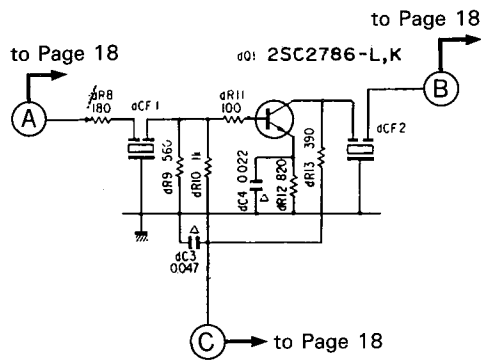 to Page 18
to Page 18
dQ1 2SC2786-L,K
A
B
dR8
180
dCF1
dR11
100
dCF2
dR9 560
dR10 1k
dC4 0.022
dR12 820
dR13 390
dC3
0.047
C
to Page 18